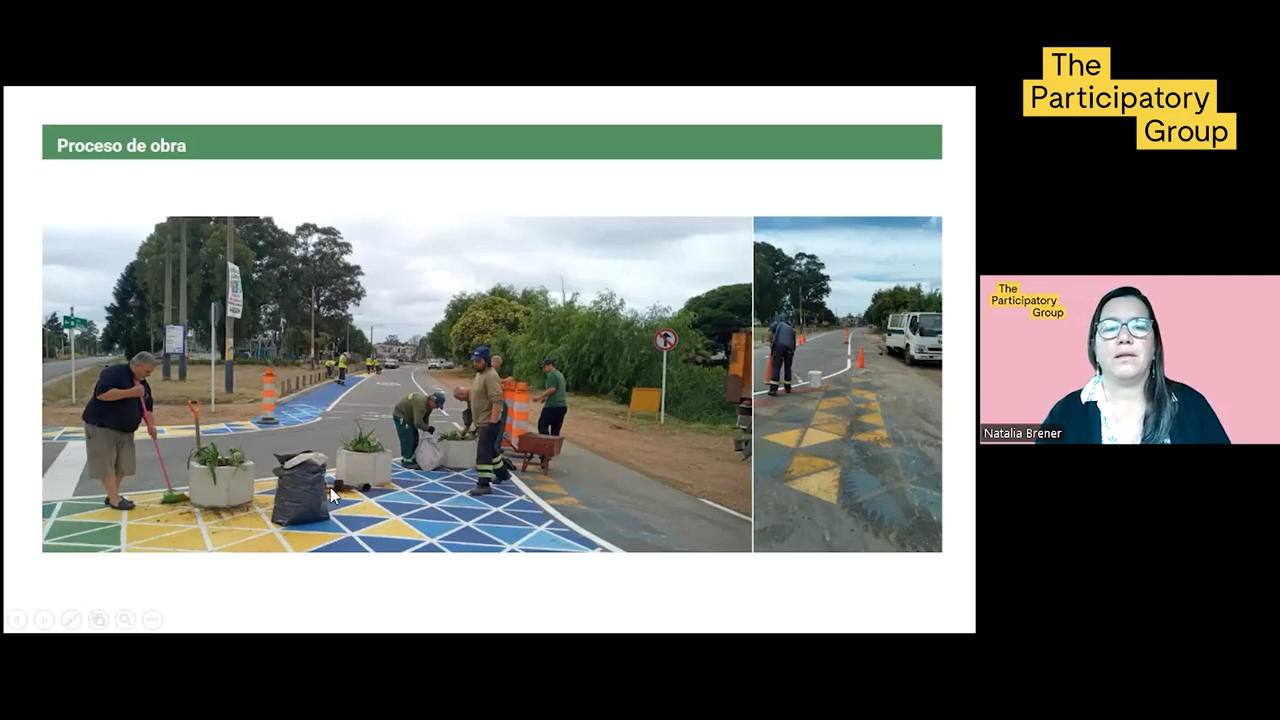 Proceso de obra
The
Participatory
Group
The
Participatory
Group
Natalia Brener